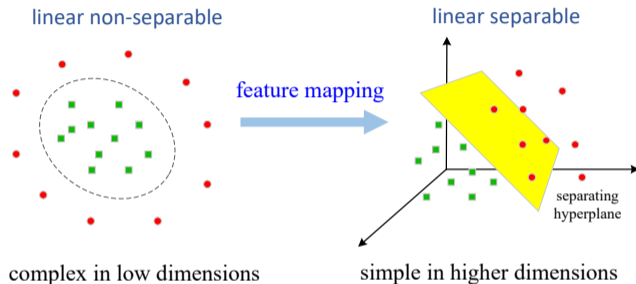 linear non-separable
linear separable
feature mapping
separating
hyperplane
complex in low dimensions
simple in higher dimensions